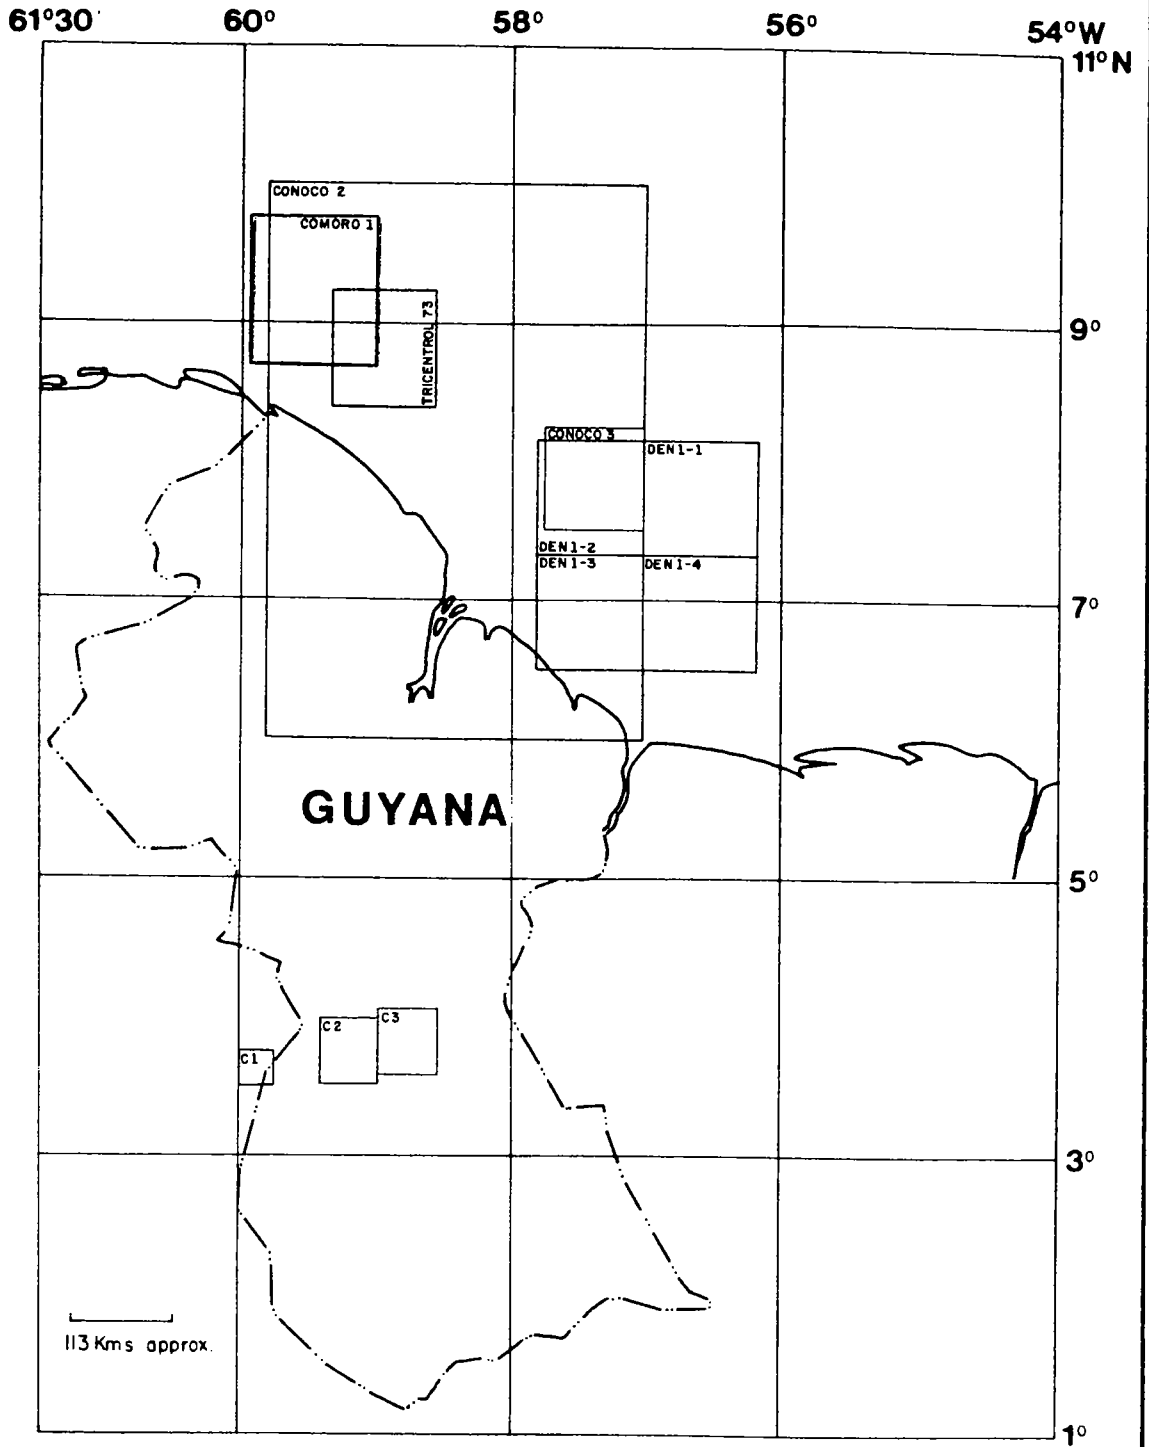 61°30' 60° 58° 56° 54°W
11°N
CONOCO 2
COMORO 1
TRICENTROL 73
9°
CONOCO 3
DEN 1-1
DEN 1-2
DEN 1-3 DEN 1-4
7°
GUYANA
5°
C1 C2 C3
3°
113 Kms approx.
1°